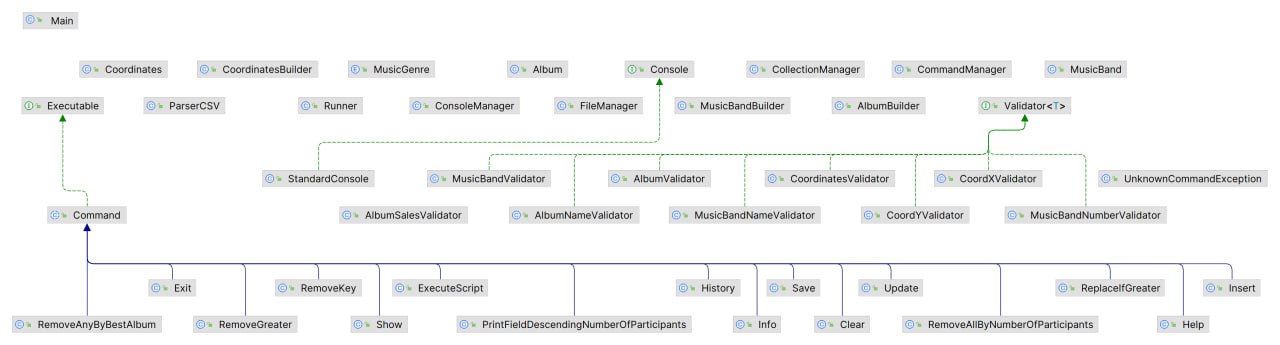 Main
Coordinates
CoordinatesBuilder
MusicGenre
Album
Console
CollectionManager
CommandManager
MusicBand
Executable
ParserCSV
Runner
ConsoleManager
FileManager
MusicBandBuilder
AlbumBuilder
Validator<T>
StandardConsole
MusicBandValidator
AlbumValidator
CoordinatesValidator
CoordXValidator
UnknownCommandException
Command
AlbumSalesValidator
AlbumNameValidator
MusicBandNameValidator
CoordYValidator
MusicBandNumberValidator
Exit
RemoveKey
ExecuteScript
History
Save
Update
ReplaceIfGreater
Insert
RemoveAnyByBestAlbum
RemoveGreater
Show
PrintFieldDescendingNumberOfParticipants
Info
Clear
RemoveAllByNumberOfParticipants
Help